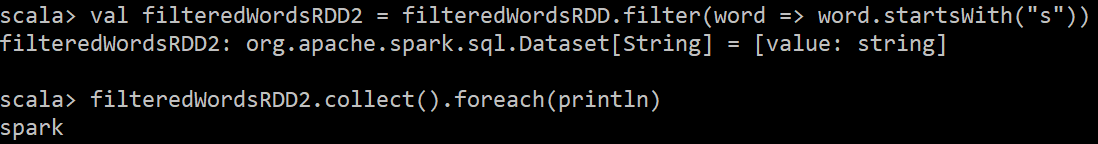 scala> val filteredWordsRDD2 = filteredWordsRDD.filter(word => word.startsWith("s"))
filteredWordsRDD2: org.apache.spark.sql.Dataset[String] = [value: string]
scala> filteredWordsRDD2.collect().foreach(println)
spark